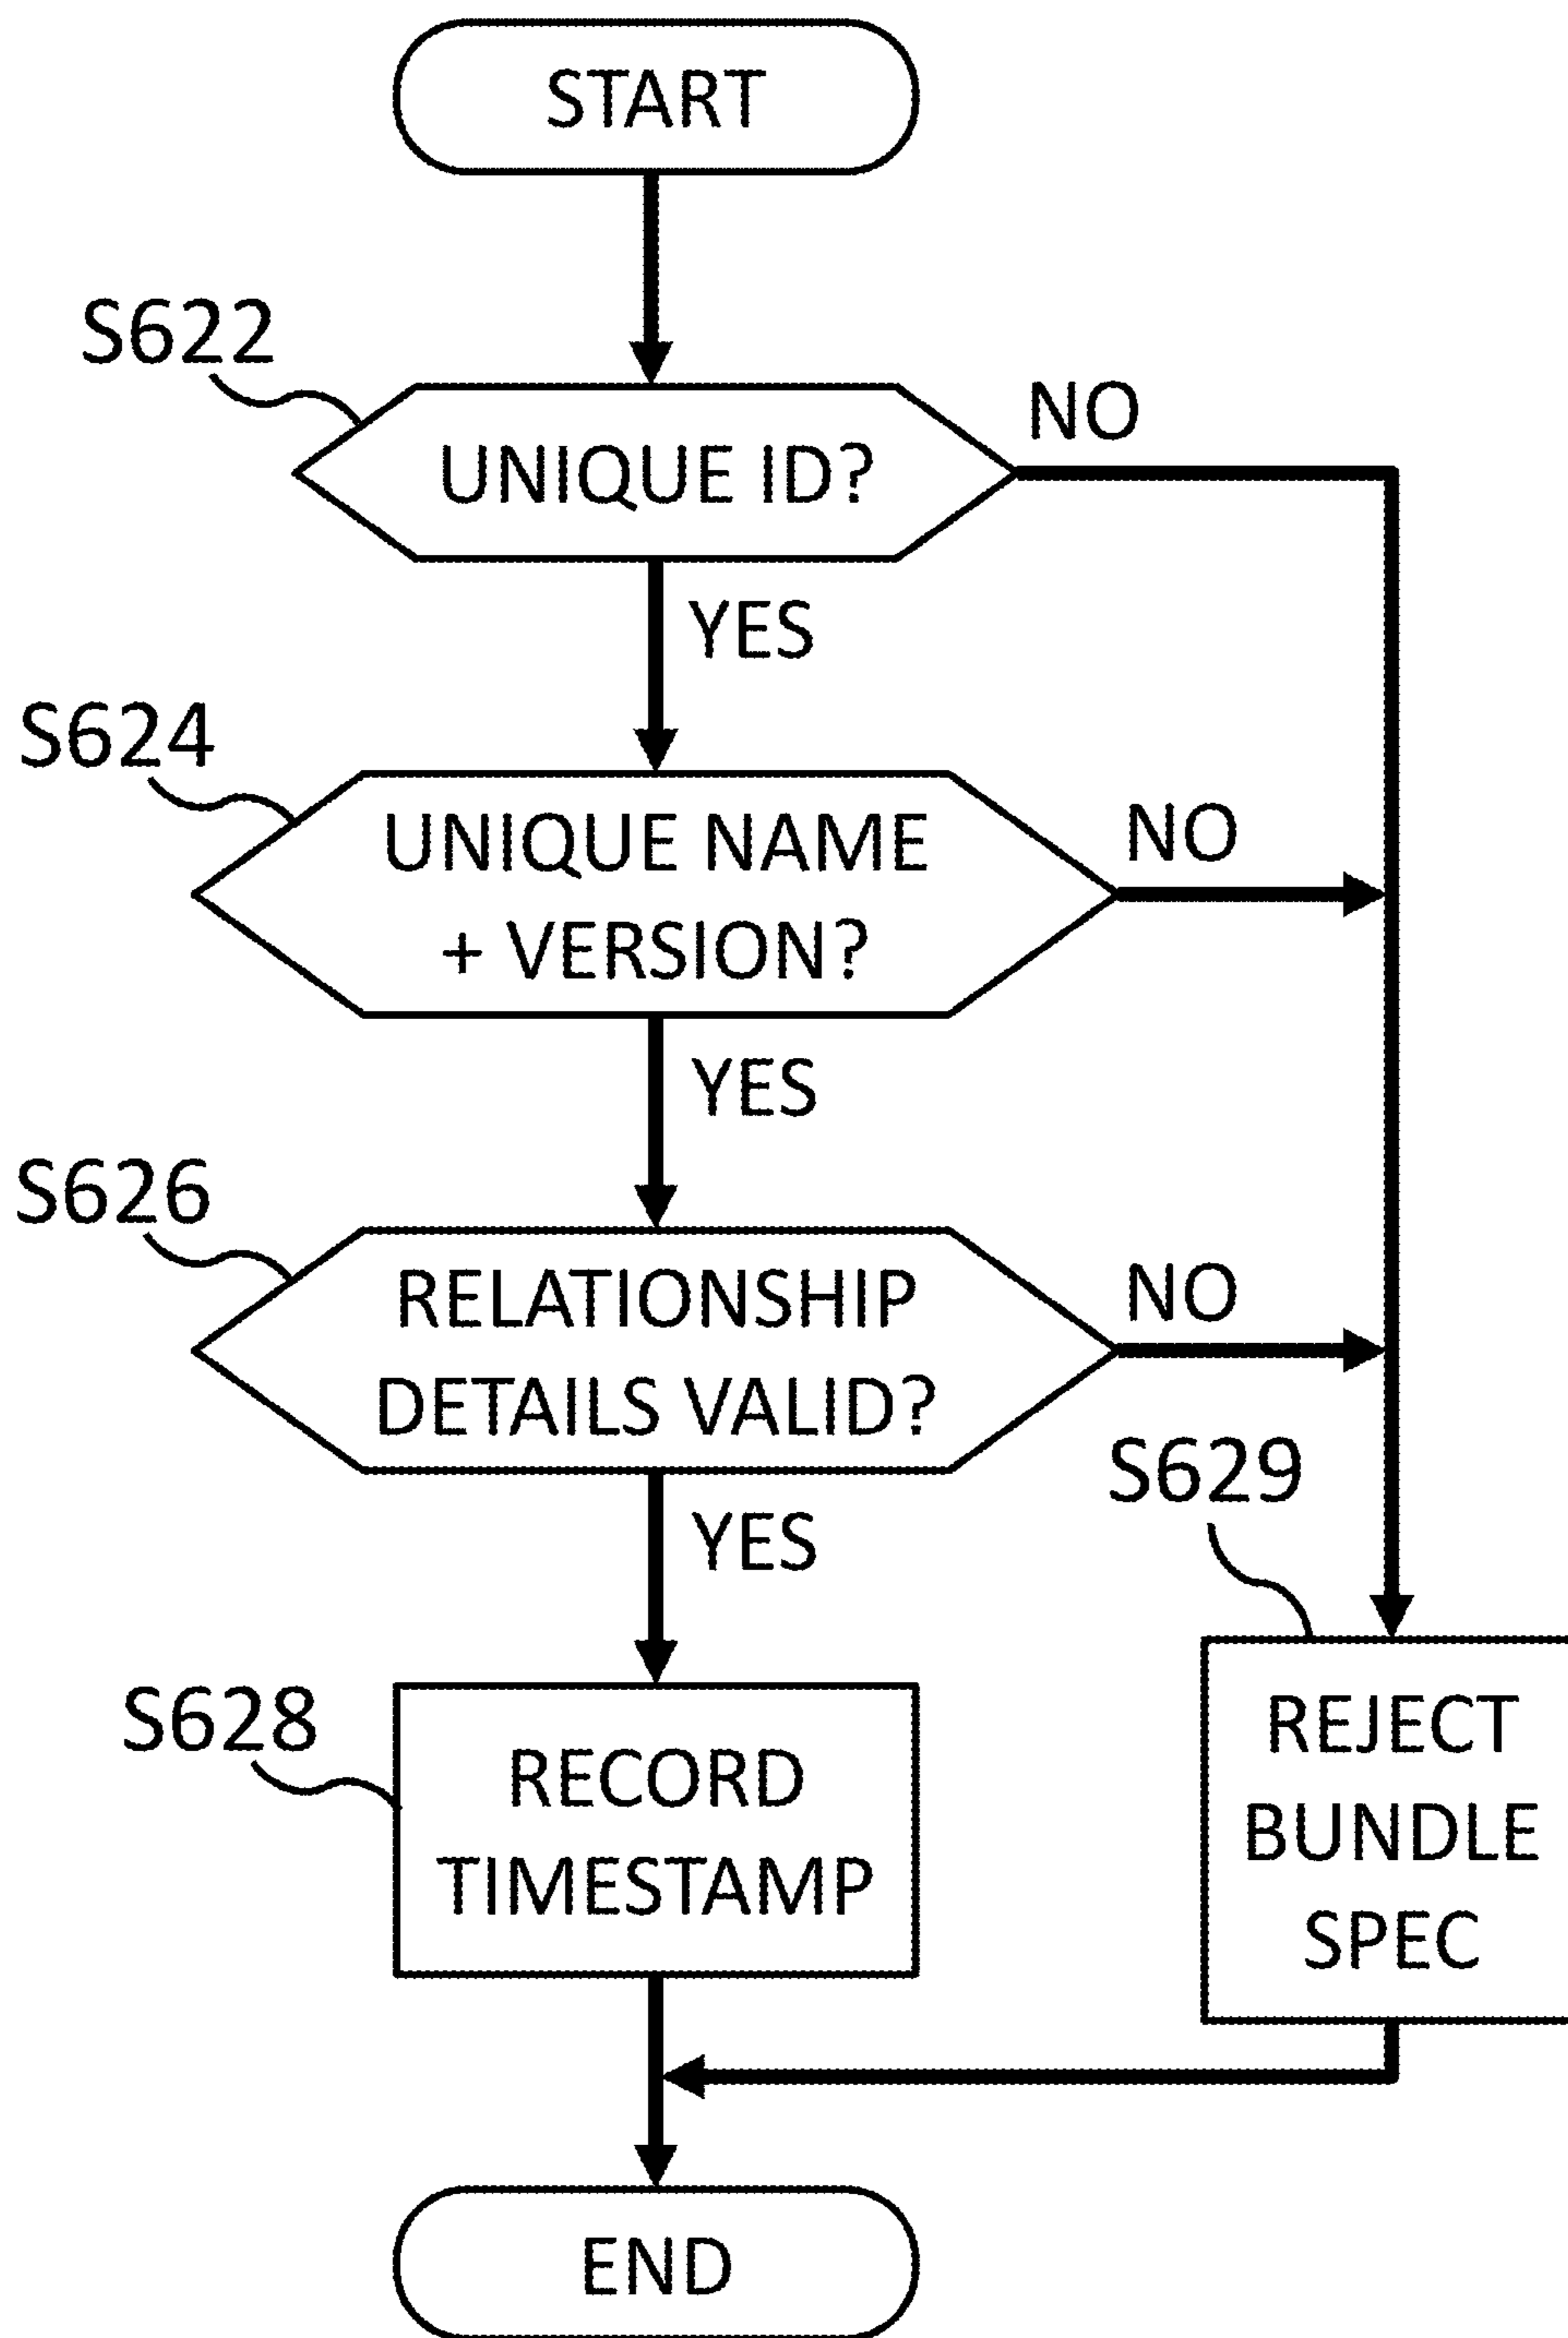 START
S622
UNIQUE ID?
NO
YES
S624
UNIQUE NAME
+ VERSION?
NO
YES
S626
RELATIONSHIP
DETAILS VALID?
NO
YES
S629
S628
RECORD
TIMESTAMP
REJECT
BUNDLE
SPEC
END